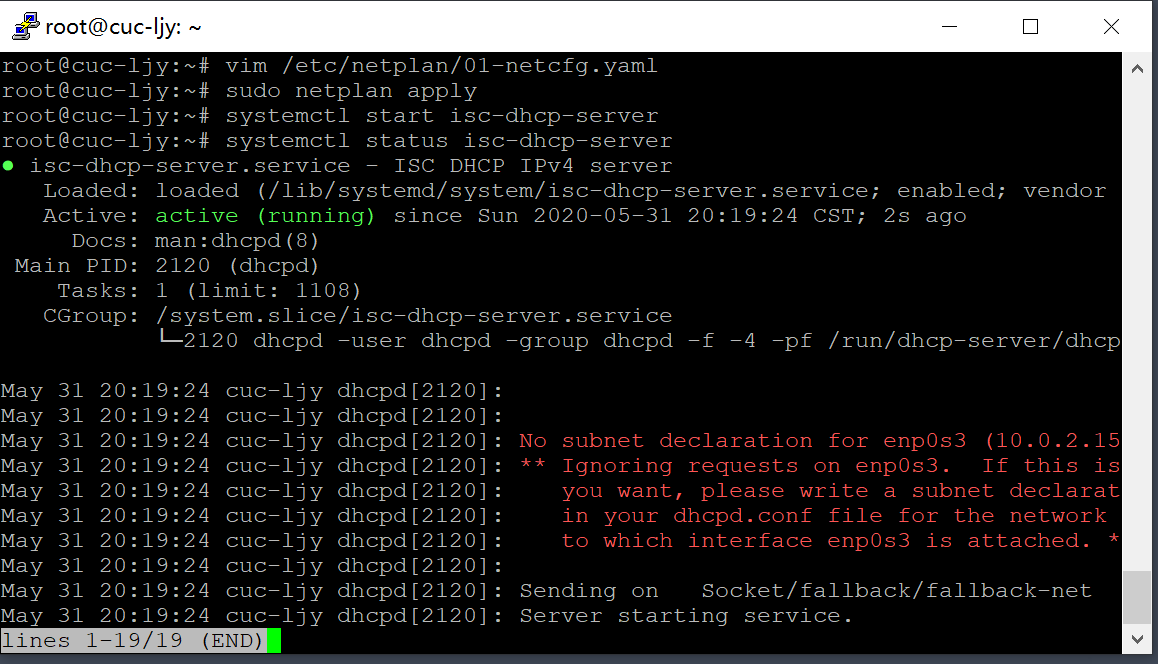 root@cuc-ljy: ~
root@cuc-ljy:~# vim /etc/netplan/01-netcfg.yaml
root@cuc-ljy:~# sudo netplan apply
root@cuc-ljy:~# systemctl start isc-dhcp-server
root@cuc-ljy:~# systemctl status isc-dhcp-server
● isc-dhcp-server.service - ISC DHCP IPv4 server
   Loaded: loaded (/lib/systemd/system/isc-dhcp-server.service; enabled; vendor
   Active: active (running) since Sun 2020-05-31 20:19:24 CST; 2s ago
     Docs: man:dhcpd(8)
 Main PID: 2120 (dhcpd)
    Tasks: 1 (limit: 1108)
   CGroup: /system.slice/isc-dhcp-server.service
           └─2120 dhcpd -user dhcpd -group dhcpd -f -4 -pf /run/dhcp-server/dhcp
May 31 20:19:24 cuc-ljy dhcpd[2120]:
May 31 20:19:24 cuc-ljy dhcpd[2120]:
May 31 20:19:24 cuc-ljy dhcpd[2120]: No subnet declaration for enp0s3 (10.0.2.15
May 31 20:19:24 cuc-ljy dhcpd[2120]: ** Ignoring requests on enp0s3.  If this is
May 31 20:19:24 cuc-ljy dhcpd[2120]:    you want, please write a subnet declarat
May 31 20:19:24 cuc-ljy dhcpd[2120]:    in your dhcpd.conf file for the network
May 31 20:19:24 cuc-ljy dhcpd[2120]:    to which interface enp0s3 is attached. *
May 31 20:19:24 cuc-ljy dhcpd[2120]:
May 31 20:19:24 cuc-ljy dhcpd[2120]: Sending on   Socket/fallback/fallback-net
May 31 20:19:24 cuc-ljy dhcpd[2120]: Server starting service.
lines 1-19/19 (END)